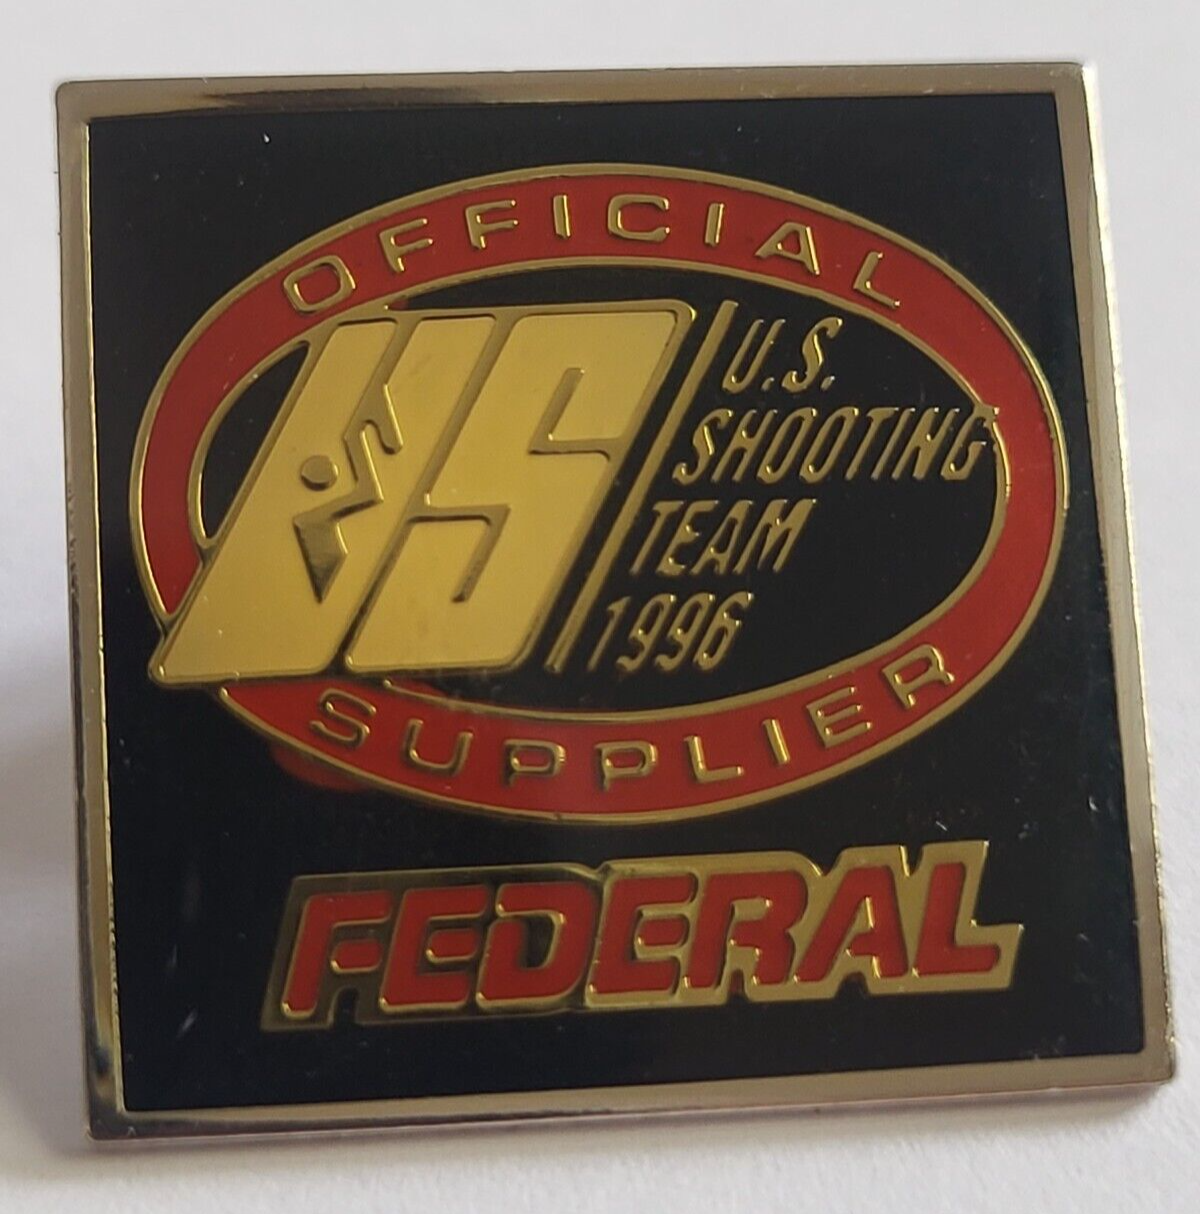 OFFICIAL
US
U.S.
SHOOTING
TEAM
1996
SUPPLIER
FEDERAL